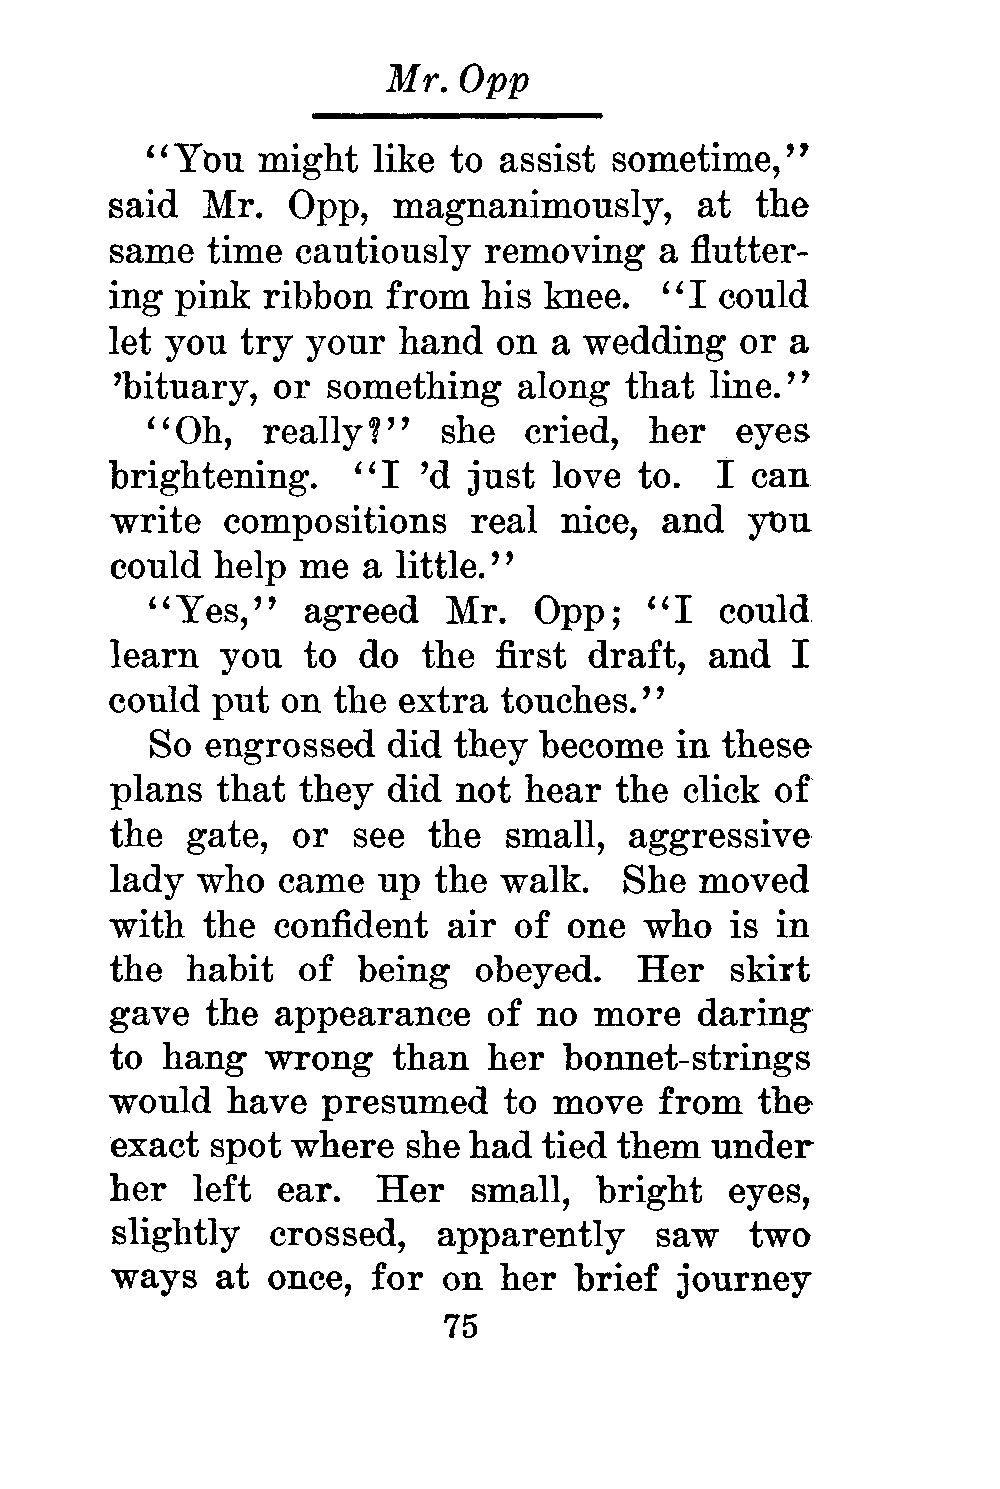 Mr. Opp
"You might like to assist sometime,"
said Mr. Opp, magnanimously, at the
same time cautiously removing a flutter-
ing pink ribbon from his knee. "I could
let you try your hand on a wedding or a
'bituary, or something along that line."
"Oh, really?" she cried, her eyes
brightening. "I 'd just love to. I can
write compositions real nice, and you
could help me a little."
"Yes," agreed Mr. Opp; "I could
learn you to do the first draft, and I
could put on the extra touches."
So engrossed did they become in these
plans that they did not hear the click of
the gate, or see the small, aggressive
lady who came up the walk. She moved
with the confident air of one who is in
the habit of being obeyed. Her skirt
gave the appearance of no more daring
to hang wrong than her bonnet-strings
would have presumed to move from the
exact spot where she had tied them under
her left ear. Her small, bright eyes,
slightly crossed, apparently saw two
ways at once, for on her brief journey
75